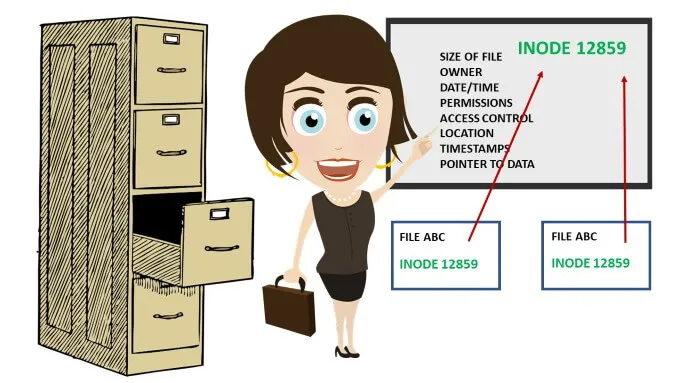 INODE 12859
SIZE OF FILE
OWNER
DATE/TIME
PERMISSIONS
ACCESS CONTROL
LOCATION
TIMESTAMPS
POINTER TO DATA
FILE ABC
INODE 12859
FILE ABC
INODE 12859